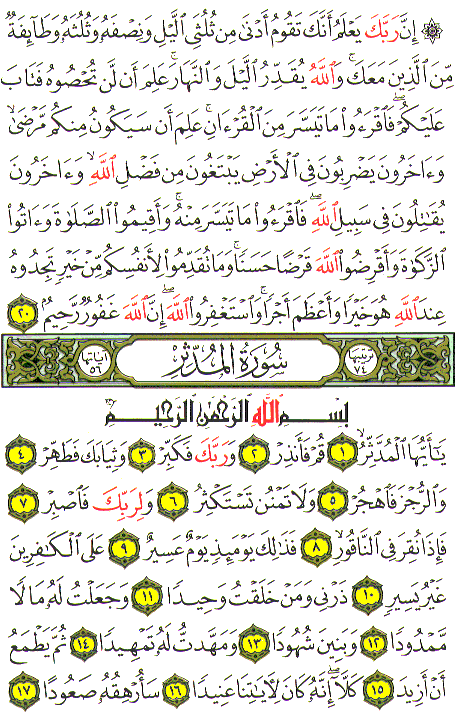 ۞ إِنَّ رَبَّكَ يَعْلَمُ أَنَّكَ تَقُومُ أَدْنَىٰ مِن ثُلُثَىِ ٱلَّيْلِ وَنِصْفَهُۥ وَثُلُثَهُۥ وَطَآئِفَةٌ
مِّنَ ٱلَّذِينَ مَعَكَ ۚ وَٱللَّهُ يُقَدِّرُ ٱلَّيْلَ وَٱلنَّهَارَ ۚ عَلِمَ أَن لَّن تُحْصُوهُ فَتَابَ
عَلَيْكُمْ ۖ فَٱقْرَءُوا۟ مَا تَيَسَّرَ مِنَ ٱلْقُرْءَانِ ۚ عَلِمَ أَن سَيَكُونُ مِنكُم مَّرْضَىٰ ۙ
وَءَاخَرُونَ يَضْرِبُونَ فِى ٱلْأَرْضِ يَبْتَغُونَ مِن فَضْلِ ٱللَّهِ ۙ وَءَاخَرُونَ
يُقَٰتِلُونَ فِى سَبِيلِ ٱللَّهِ ۖ فَٱقْرَءُوا۟ مَا تَيَسَّرَ مِنْهُ ۚ وَأَقِيمُوا۟ ٱلصَّلَوٰةَ وَءَاتُوا۟
ٱلزَّكَوٰةَ وَأَقْرِضُوا۟ ٱللَّهَ قَرْضًا حَسَنًا ۚ وَمَا تُقَدِّمُوا۟ لِأَنفُسِكُم مِّنْ خَيْرٍ تَجِدُوهُ
عِندَ ٱللَّهِ هُوَ خَيْرًا وَأَعْظَمَ أَجْرًا ۚ وَٱسْتَغْفِرُوا۟ ٱللَّهَ ۖ إِنَّ ٱللَّهَ غَفُورٌ رَّحِيمٌۢ ٢٠
ترتيبها ٧٤ سُورَةُ الْمُدَّثِّرِ آياتها ٥٦
بِسْمِ ٱللَّهِ ٱلرَّحْمَٰنِ ٱلرَّحِيمِ
يَٰٓأَيُّهَا ٱلْمُدَّثِّرُ ١ قُمْ فَأَنذِرْ ٢ وَرَبَّكَ فَكَبِّرْ ٣ وَثِيَابَكَ فَطَهِّرْ ٤
وَٱلرُّجْزَ فَٱهْجُرْ ٥ وَلَا تَمْنُن تَسْتَكْثِرُ ٦ وَلِرَبِّكَ فَٱصْبِرْ ٧
فَإِذَا نُقِرَ فِى ٱلنَّاقُورِ ٨ فَذَٰلِكَ يَوْمَئِذٍ يَوْمٌ عَسِيرٌ ٩ عَلَى ٱلْكَٰفِرِينَ
غَيْرُ يَسِيرٍ ١٠ ذَرْنِى وَمَنْ خَلَقْتُ وَحِيدًا ١١ وَجَعَلْتُ لَهُۥ مَالًا
مَّمْدُودًا ١٢ وَبَنِينَ شُهُودًا ١٣ وَمَهَّدتُّ لَهُۥ تَمْهِيدًا ١٤ ثُمَّ يَطْمَعُ
أَنْ أَزِيدَ ١٥ كَلَّآ ۖ إِنَّهُۥ كَانَ لِءَايَٰتِنَا عَنِيدًا ١٦ سَأُرْهِقُهُۥ صَعُودًا ١٧